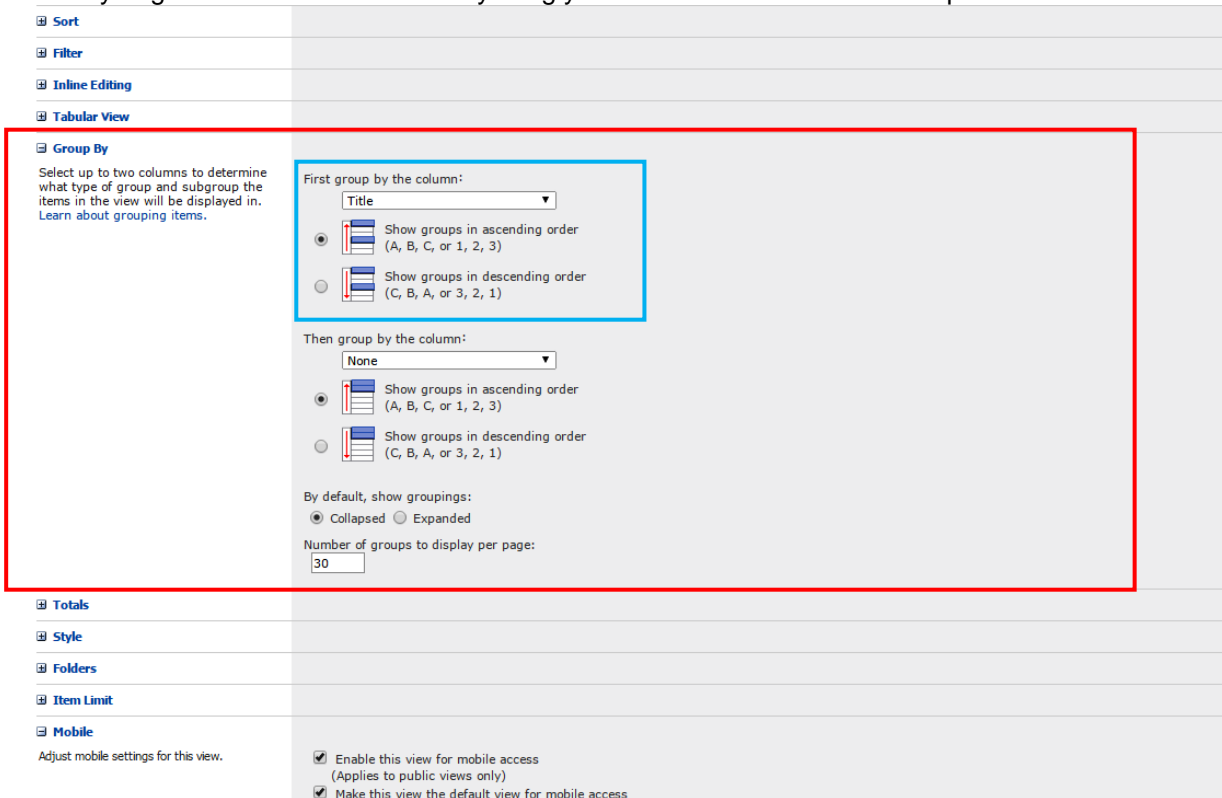 Sort
Filter
Inline Editing
Tabular View
Group By
Select up to two columns to determine
what type of group and subgroup the
items in the view will be displayed in.
Learn about grouping items.
First group by the column:
Title
Show groups in ascending order
(A, B, C, or 1, 2, 3)
Show groups in descending order
(C, B, A, or 3, 2, 1)
Then group by the column:
None
Show groups in ascending order
(A, B, C, or 1, 2, 3)
Show groups in descending order
(C, B, A, or 3, 2, 1)
By default, show groupings:
Collapsed Expanded
Number of groups to display per page:
30
Totals
Style
Folders
Item Limit
Mobile
Adjust mobile settings for this view.
Enable this view for mobile access
(Applies to public views only)
Make this view the default view for mobile access